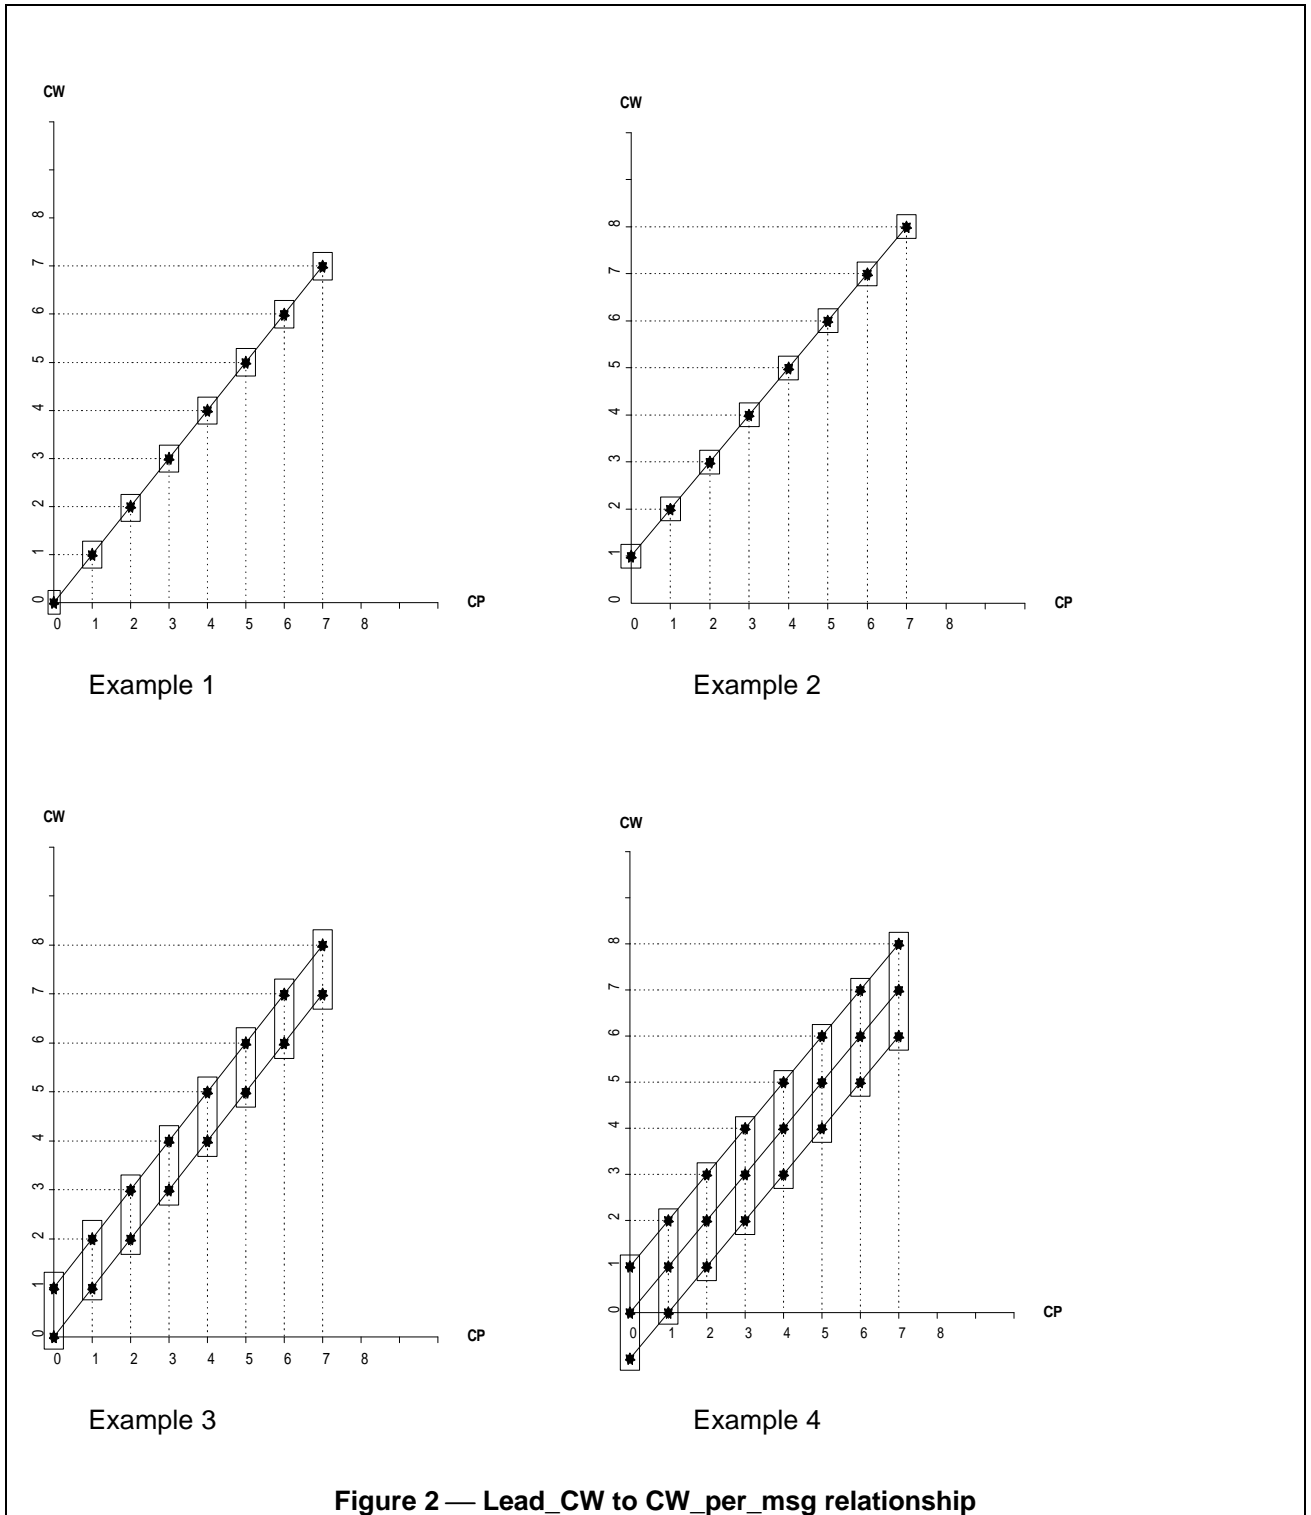 CW
8
7
6
5
4
3
2
1
0
0 1 2 3 4 5 6 7 8
CP
Example 1
CW
8
7
6
5
4
3
2
1
0
0 1 2 3 4 5 6 7 8
CP
Example 2
CW
8
7
6
5
4
3
2
1
0
0 1 2 3 4 5 6 7 8
CP
Example 3
CW
8
7
6
5
4
3
2
1
0
0 1 2 3 4 5 6 7 8
CP
Example 4
Figure 2 — Lead_CW to CW_per_msg relationship